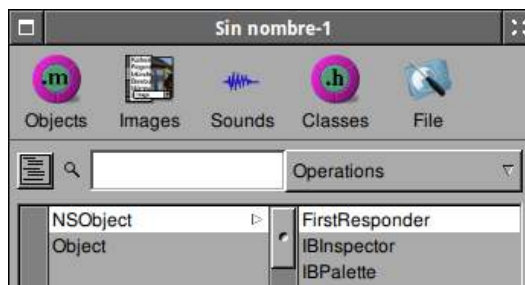 Sin nombre-1
.m
.h
Objects Images Sounds Classes File
Operations
NSObject FirstResponder
Object IBInspector
IBPalette